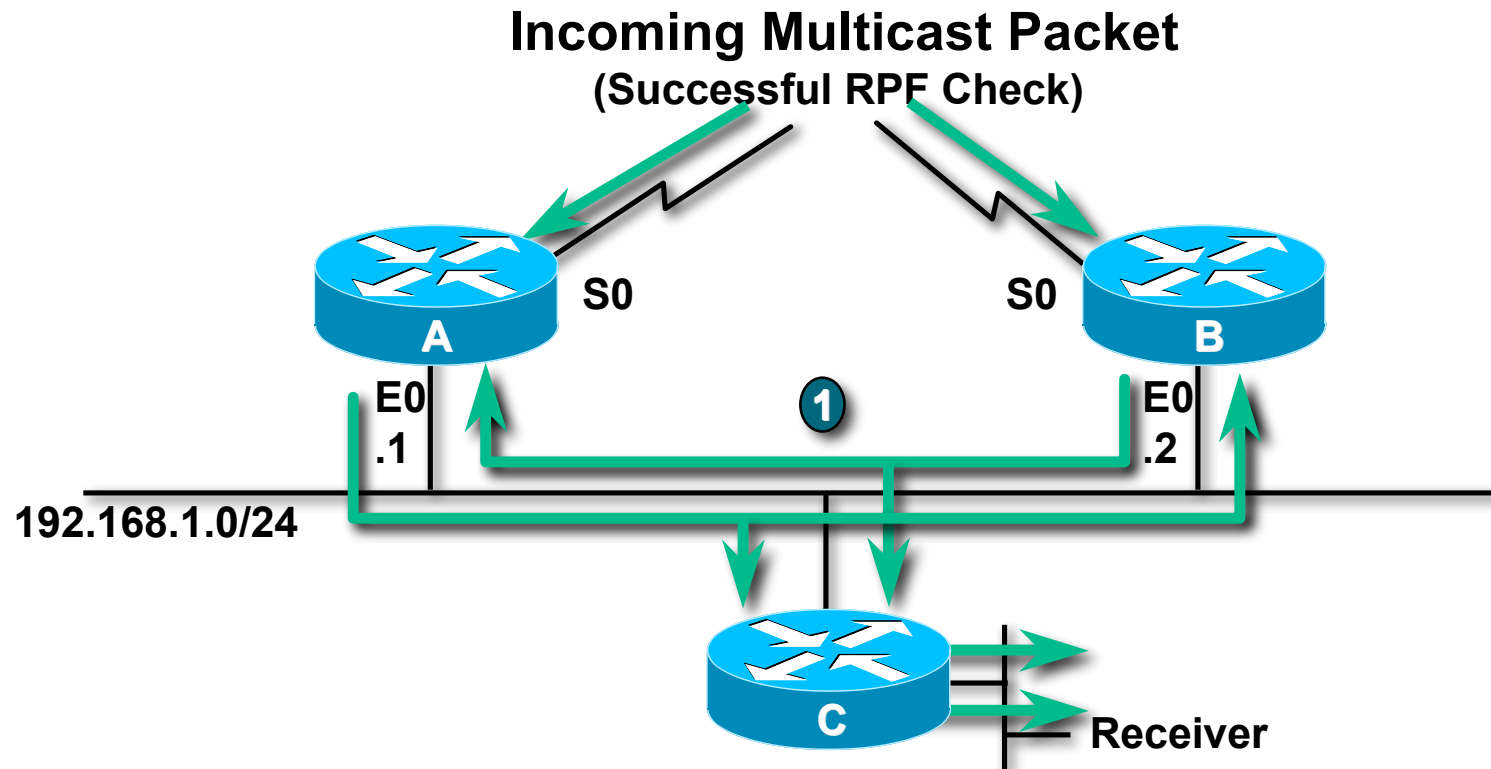 Incoming Multicast Packet
(Successful RPF Check)
S0
S0
A
B
E0
.1
1
E0
.2
192.168.1.0/24
C
Receiver